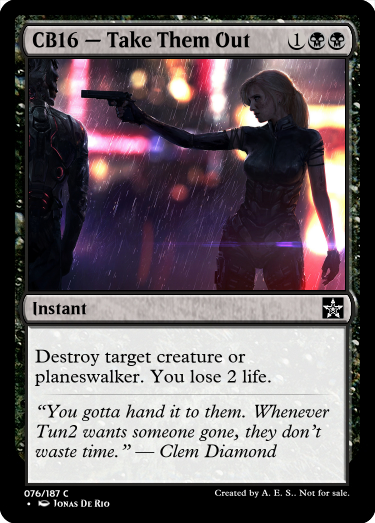 CB16 — Take Them Out 1
Instant
Destroy target creature or
planeswalker. You lose 2 life.
“You gotta hand it to them. Whenever
Tun2 wants someone gone, they don’t
waste time.” — Clem Diamond
076/187 C
Created by A. E. S.. Not for sale.
• Jonas De Rio